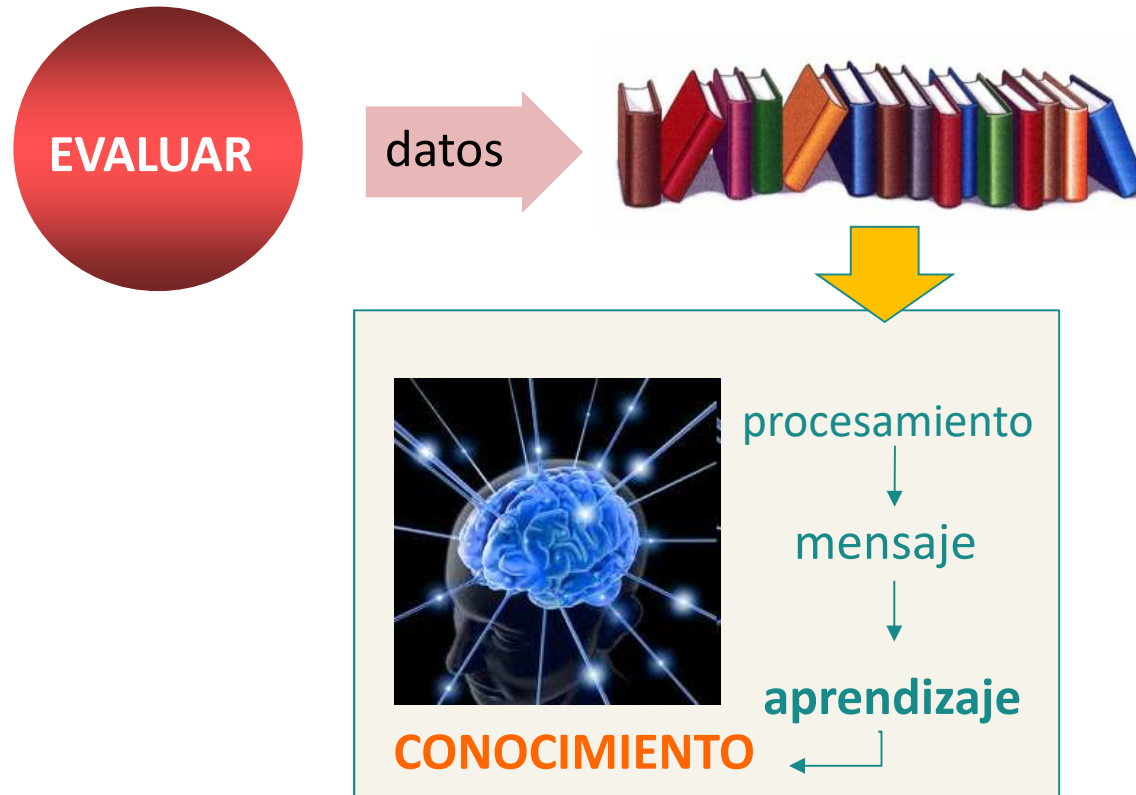 EVALUAR
datos
procesamiento
mensaje
aprendizaje
CONOCIMIENTO